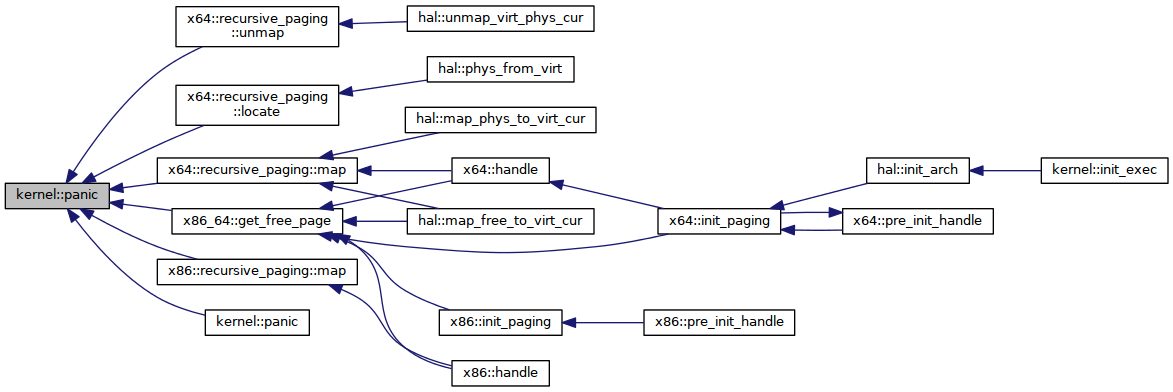 x64::recursive_paging
::unmap
hal::unmap_virt_phys_cur
hal::phys_from_virt
x64::recursive_paging
::locate
hal::map_phys_to_virt_cur
x64::recursive_paging::map
x64::handle
hal::init_arch
kernel::init_exec
kernel::panic
x86_64::get_free_page
hal::map_free_to_virt_cur
x64::init_paging
x64::pre_init_handle
x86::recursive_paging::map
kernel::panic
x86::init_paging
x86::pre_init_handle
x86::handle